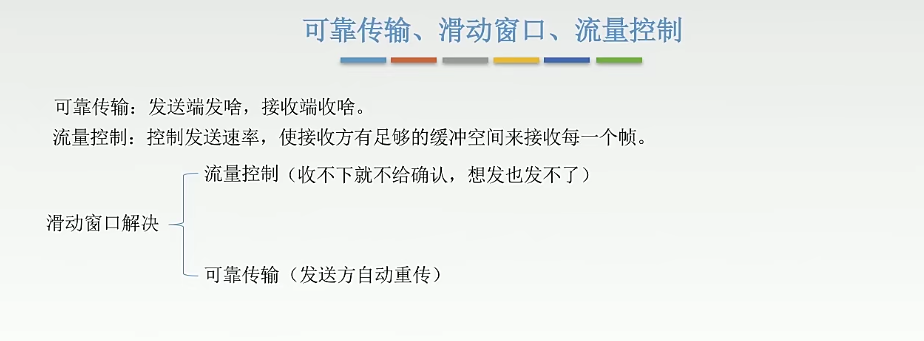 可靠传输、滑动窗口、流量控制
可靠传输：发送端发啥，接收端收啥。
流量控制：控制发送速率，使接收方有足够的缓冲空间来接收每一个帧。
流量控制（收不下就不给确认，想发也发不了）
滑动窗口解决
可靠传输（发送方自动重传）